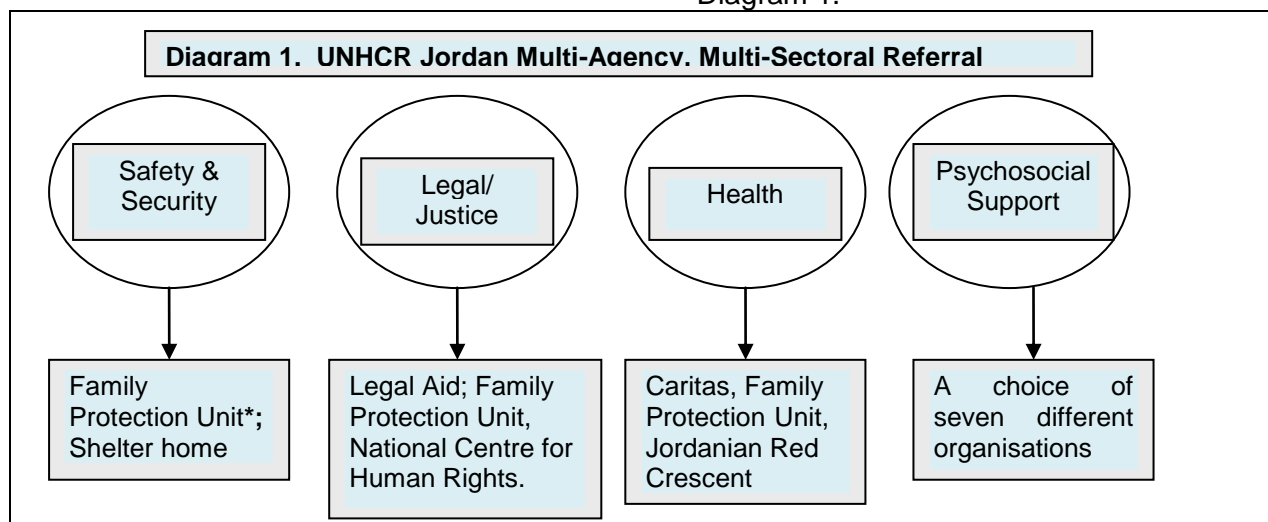 Diagram 1.
Diagram 1.  UNHCR Jordan Multi-Agency, Multi-Sectoral Referral
Safety &
Security
Legal/
Justice
Health
Psychosocial
Support
Family
Protection Unit*;
Shelter home
Legal Aid; Family
Protection Unit,
National Centre for
Human Rights.
Caritas, Family
Protection Unit,
Jordanian Red
Crescent
A choice of
seven different
organisations